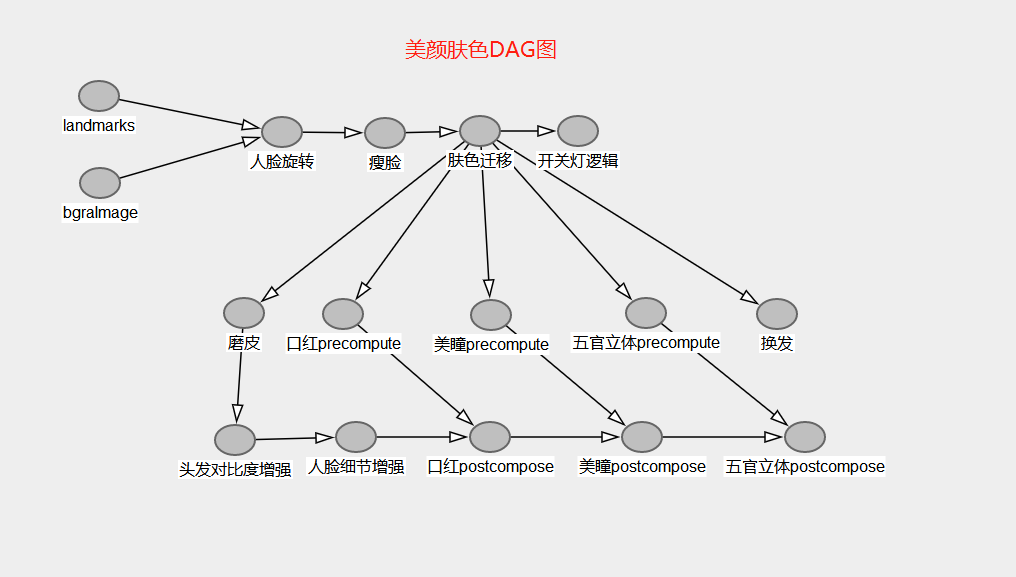 美颜肤色DAG图
landmarks
bgraImage
人脸旋转
瘦脸
肤色迁移
开关灯逻辑
磨皮
口红precompute
美瞳precompute
五官立体precompute
换发
头发对比度增强
人脸细节增强
口红postcompose
美瞳postcompose
五官立体postcompose